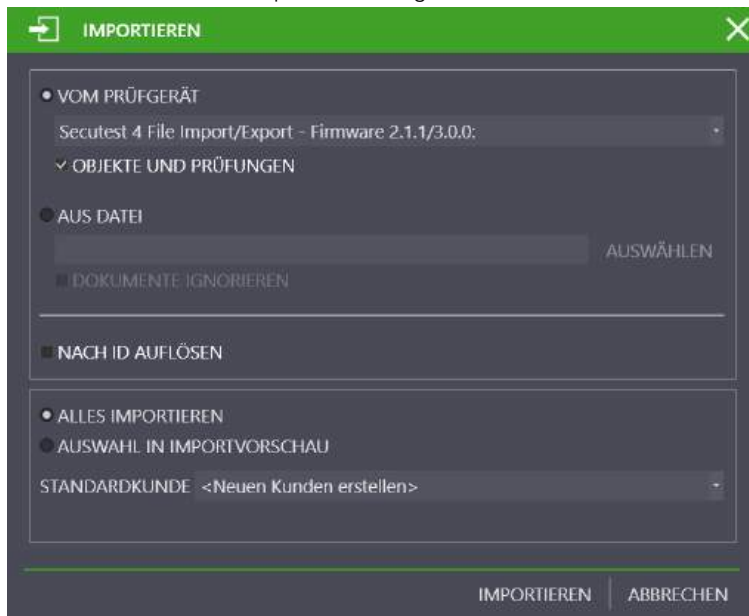 IMPORTIEREN
VOM PRÜFGERÄT
Secutest 4 File Import/Export - Firmware 2.1.1/3.0.0:
OBJEKTE UND PRÜFUNGEN
AUS DATEI
AUSWÄHLEN
DOKUMENTE IGNORIEREN
NACH ID AUFLÖSEN
ALLES IMPORTIEREN
AUSWAHL IN IMPORTVORSCHAU
STANDARDKUNDE <Neuen Kunden erstellen>
IMPORTIEREN ABBRECHEN